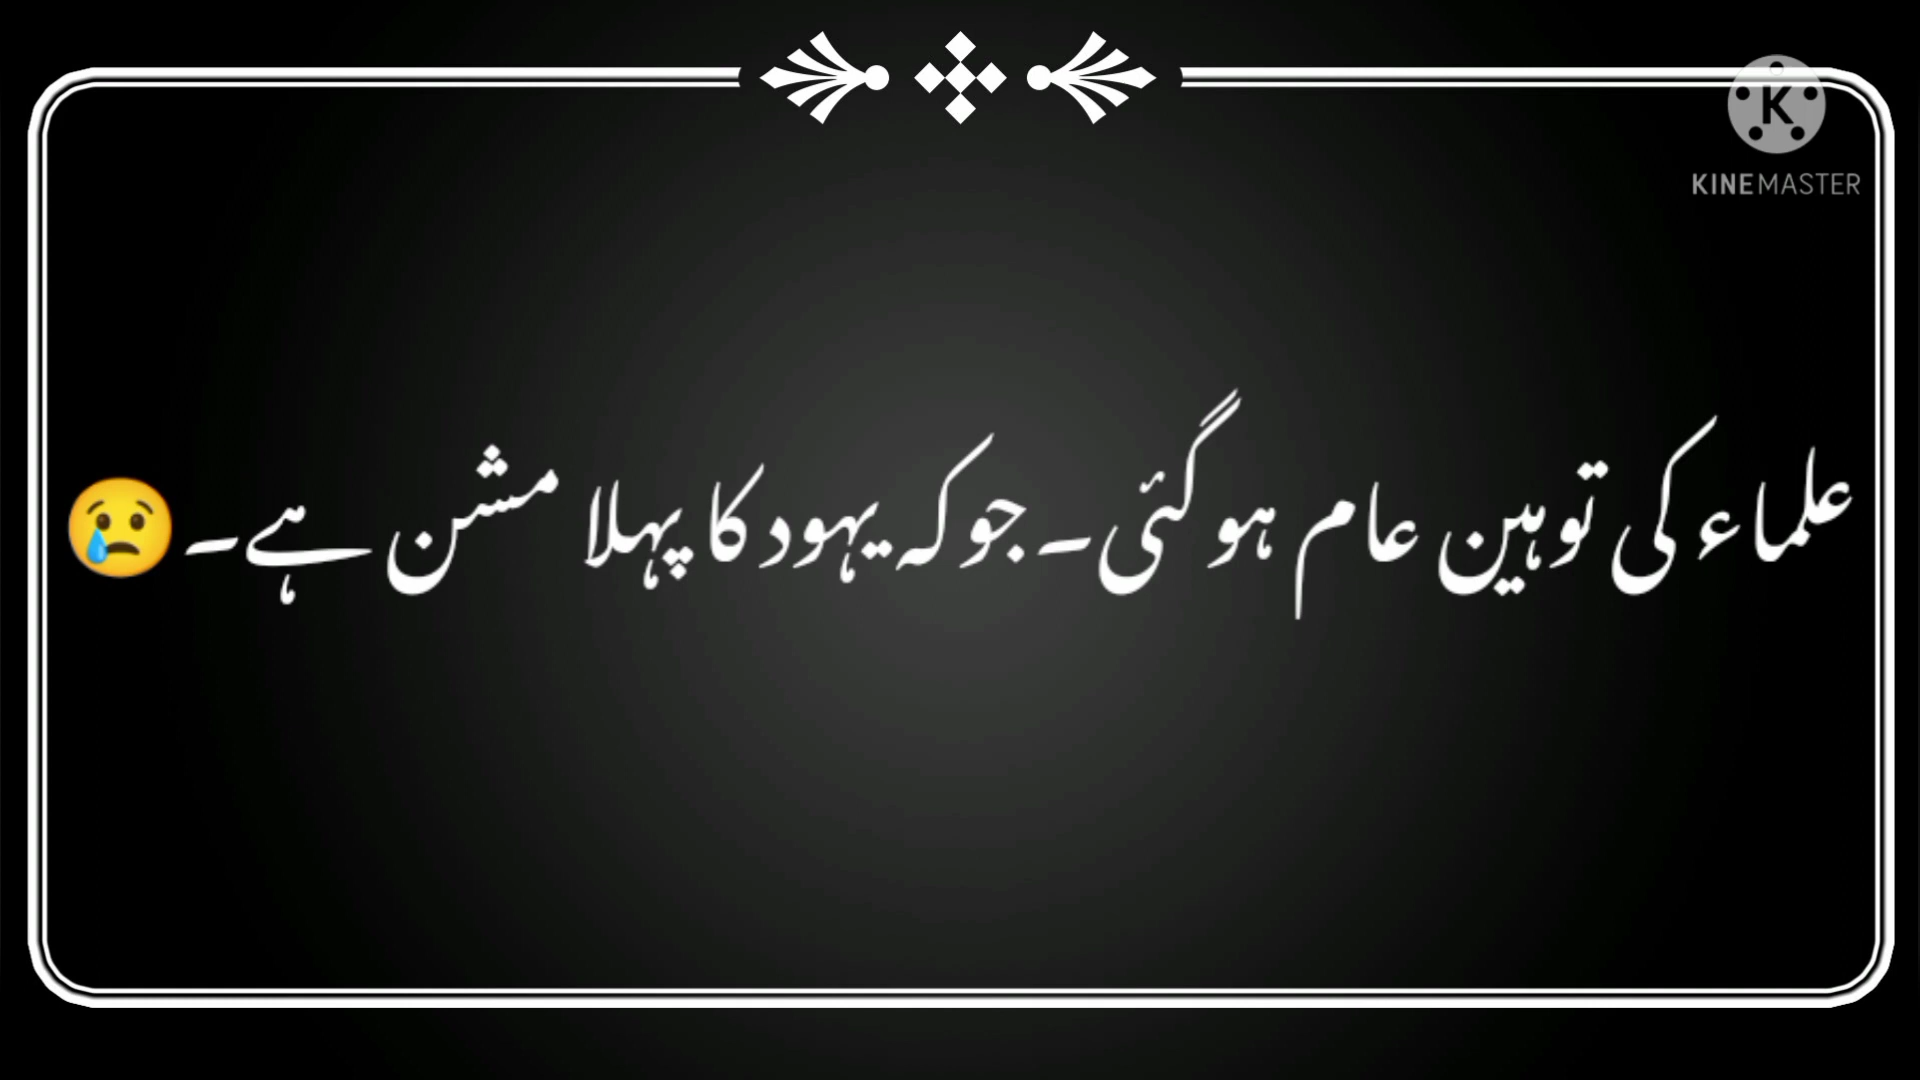 KINEMASTER
علماء کی توہین عام ہو گئی۔ جو کہ یہود کا پہلا مشن ہے۔ 😢